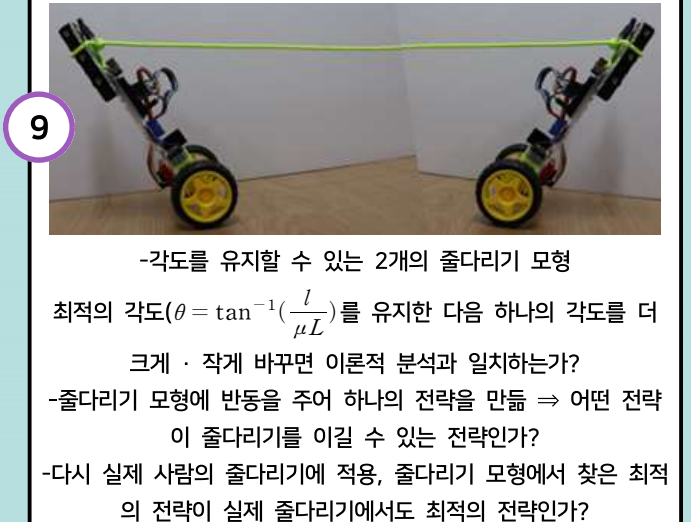 9
-각도를 유지할 수 있는 2개의 줄다리기 모형
최적의 각도(θ = tan⁻¹(l/μL)를 유지한 다음 하나의 각도를 더
크게 · 작게 바꾸면 이론적 분석과 일치하는가?
-줄다리기 모형에 반동을 주어 하나의 전략을 만듦 ⇒ 어떤 전략
이 줄다리기를 이길 수 있는 전략인가?
-다시 실제 사람의 줄다리기에 적용, 줄다리기 모형에서 찾은 최적
의 전략이 실제 줄다리기에서도 최적의 전략인가?